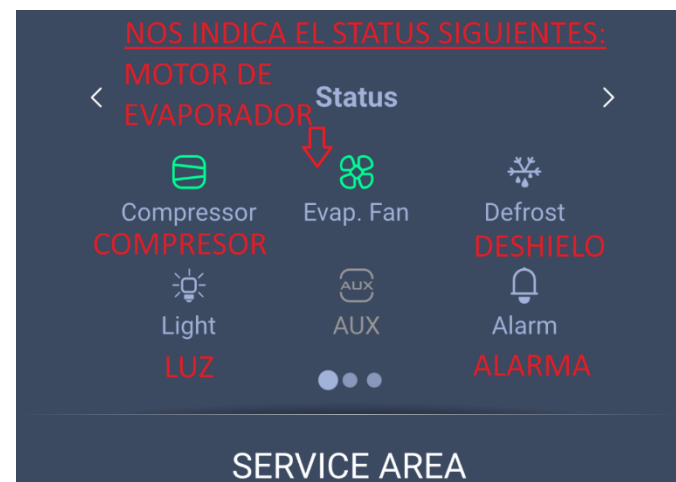 NOS INDICA EL STATUS SIGUIENTES:
MOTOR DE
EVAPORADOR
Status
Compressor Evap. Fan Defrost
COMPRESOR DESHIELO
AUX
Light AUX Alarm
LUZ ALARMA
SERVICE AREA